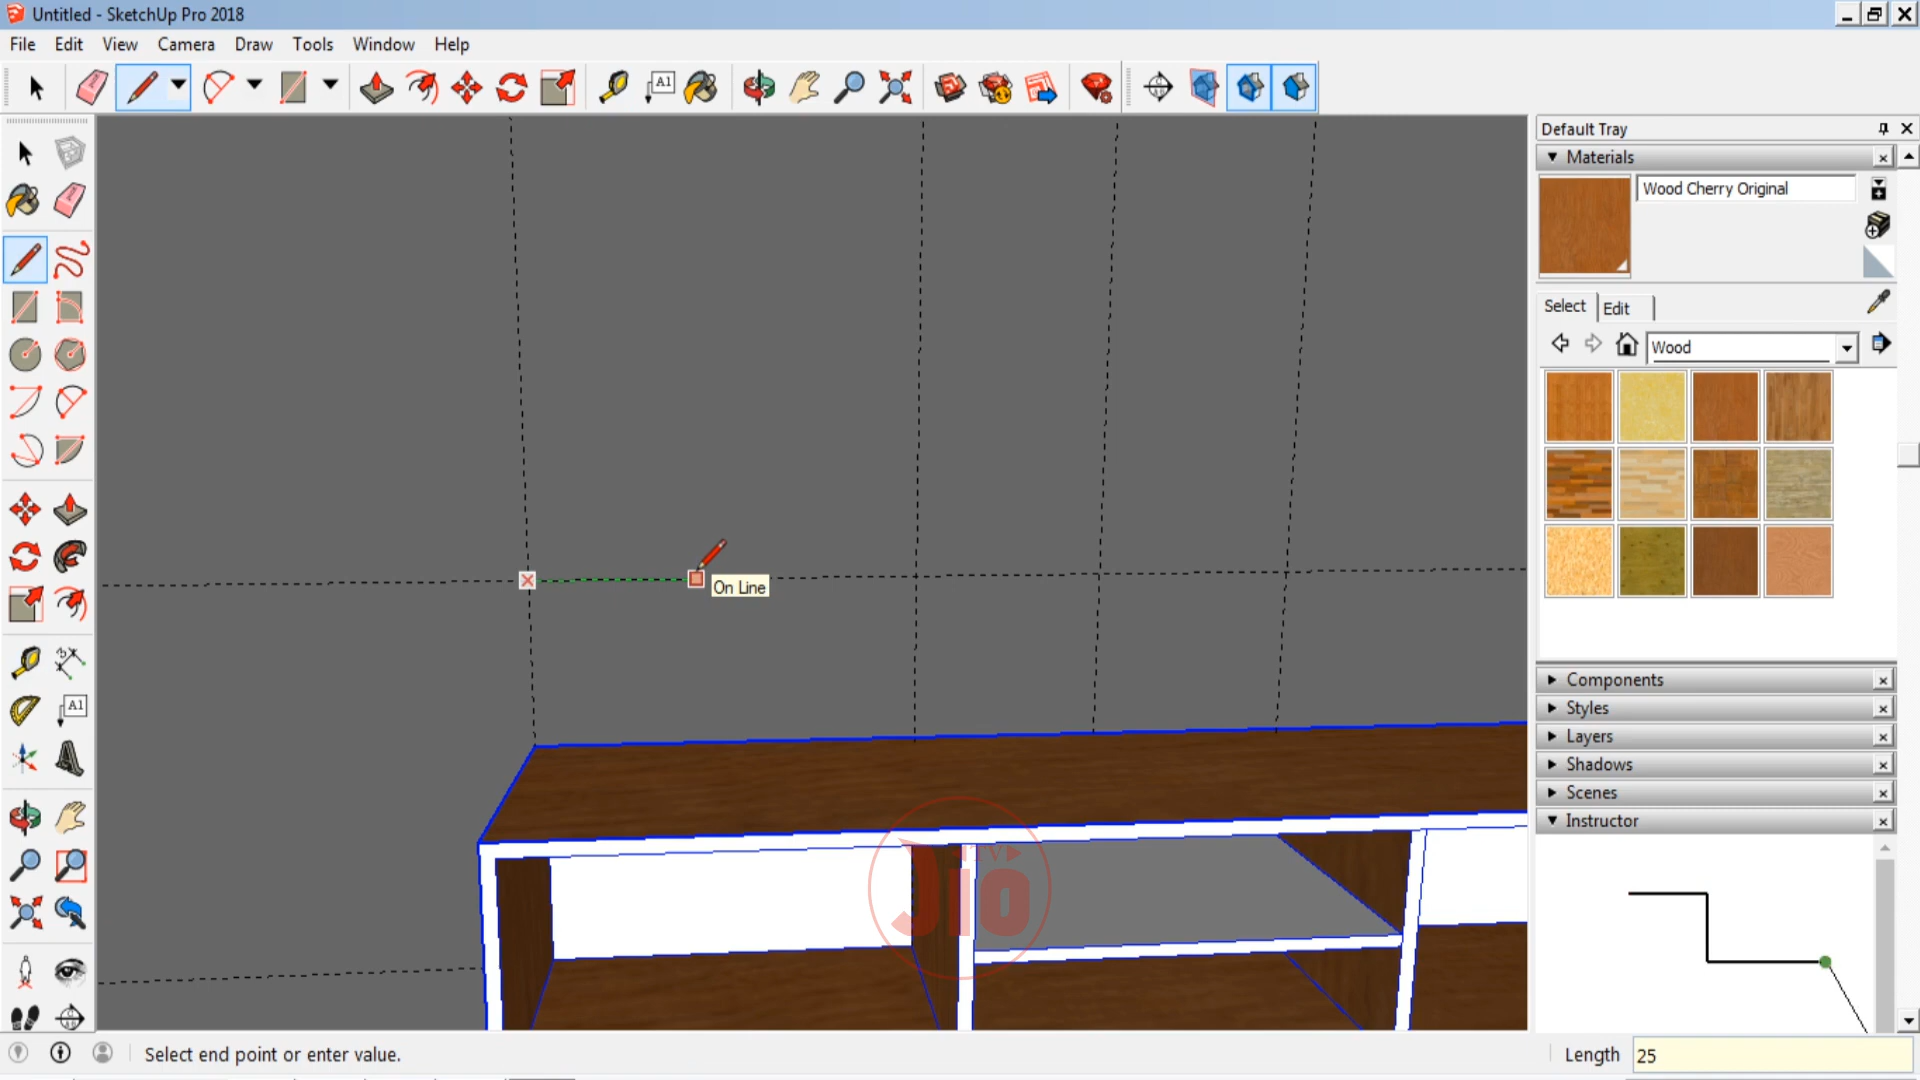 Untitled - SketchUp Pro 2018
File Edit View Camera Draw Tools Window Help
A1
Default Tray
Materials
Wood Cherry Original
Select Edit
Wood
On Line
A1
Components
Styles
Layers
Shadows
Scenes
Instructor
TV
Jio
Select end point or enter value.
Length 25